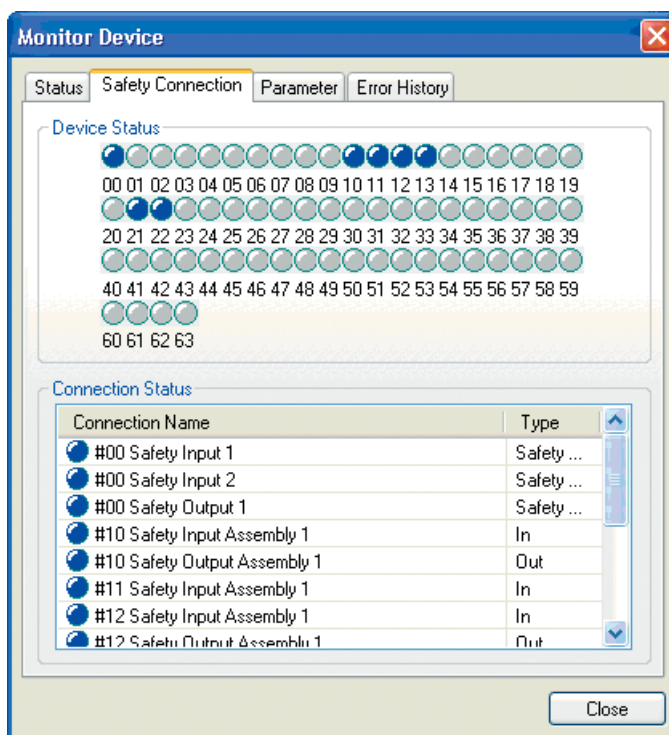 Monitor Device
Status Safety Connection Parameter Error History
Device Status
00 01 02 03 04 05 06 07 08 09 10 11 12 13 14 15 16 17 18 19
20 21 22 23 24 25 26 27 28 29 30 31 32 33 34 35 36 37 38 39
40 41 42 43 44 45 46 47 48 49 50 51 52 53 54 55 56 57 58 59
60 61 62 63
Connection Status
Connection Name Type
#00 Safety Input 1 Safety ...
#00 Safety Input 2 Safety ...
#00 Safety Output 1 Safety ...
#10 Safety Input Assembly 1 In
#10 Safety Output Assembly 1 Out
#11 Safety Input Assembly 1 In
#12 Safety Input Assembly 1 In
#12 Safety Output Assembly 1 Out
Close